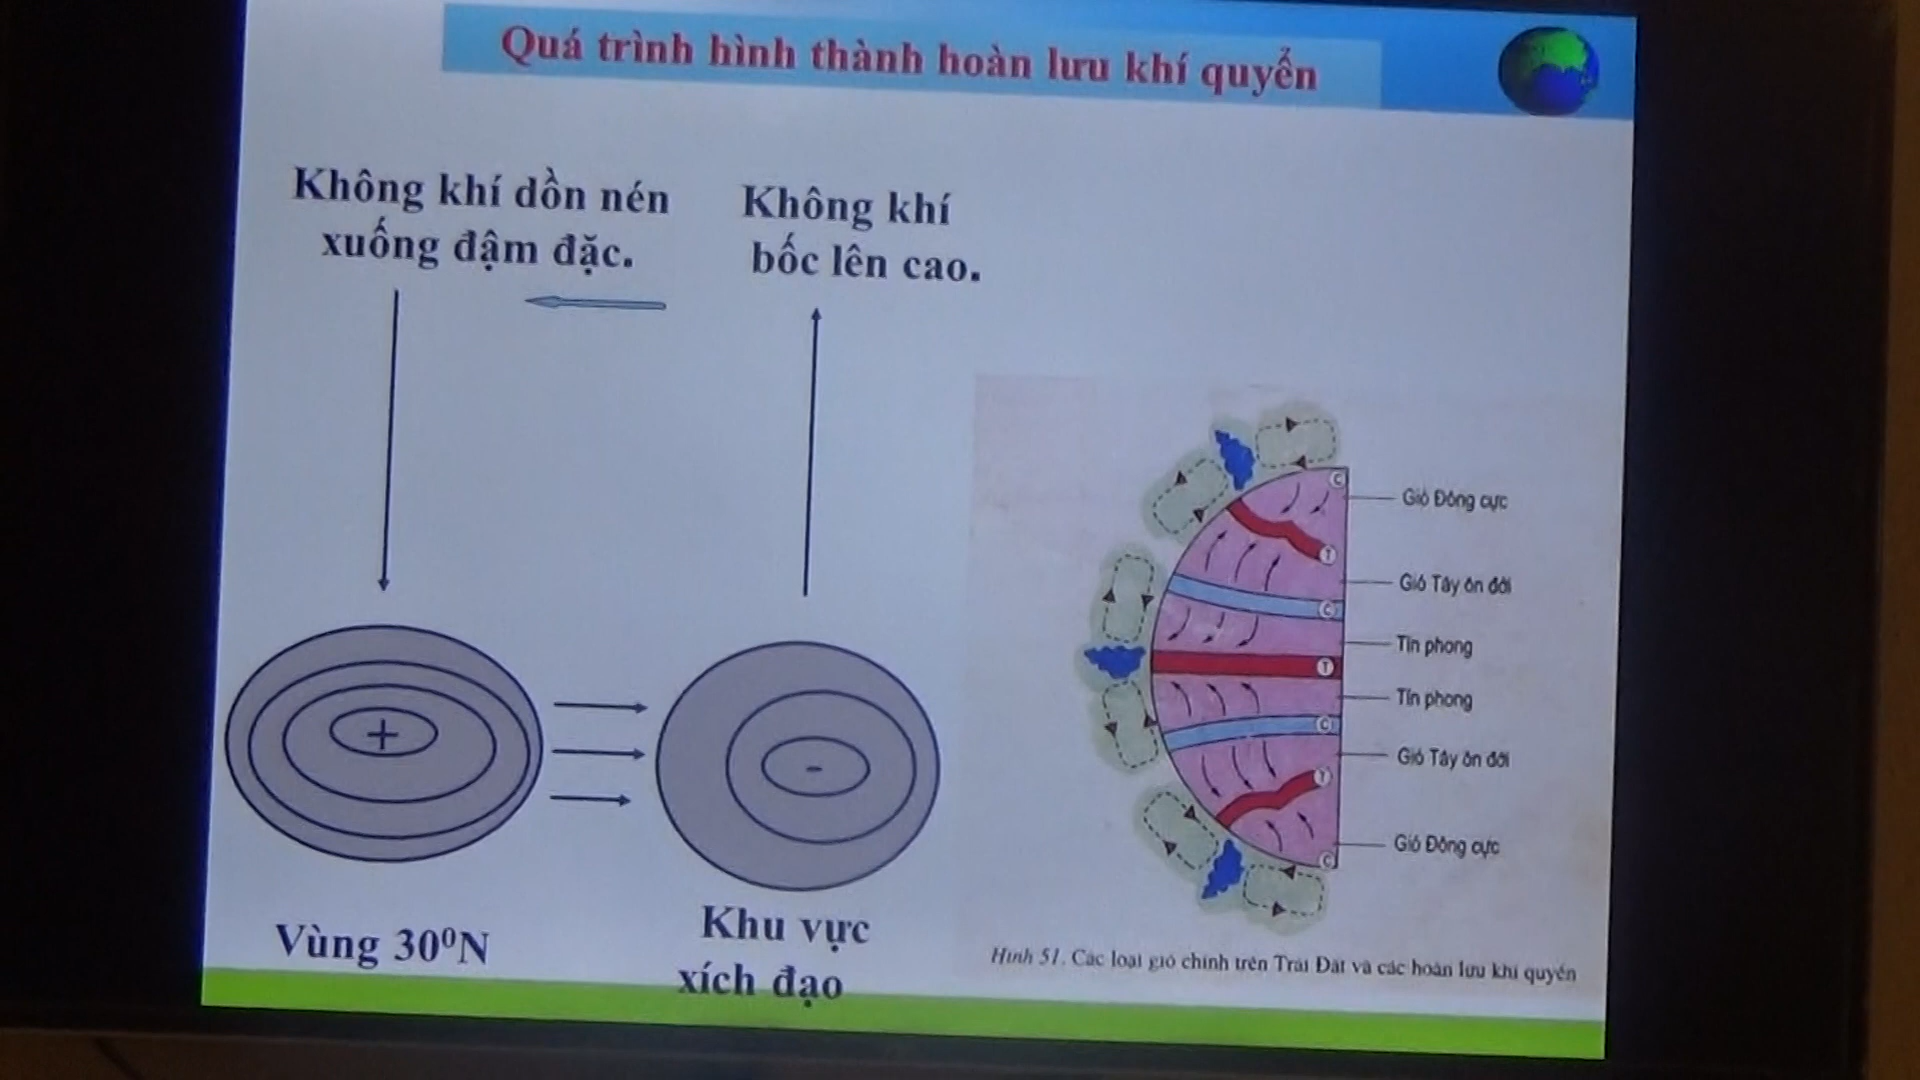 Quá trình hình thành hoàn lưu khí quyển
Không khí dồn nén
xuống đậm đặc.
Không khí
bốc lên cao.
+
-
Vùng 30⁰N
Khu vực
xích đạo
C
T
C
T
C
T
C
Gió Đông cực
Gió Tây ôn đới
Tín phong
Tín phong
Gió Tây ôn đới
Gió Đông cực
Hình 51. Các loại gió chính trên Trái Đất và các hoàn lưu khí quyển